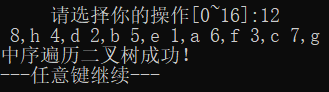 请选择你的操作[0~16]:12
8,h 4,d 2,b 5,e 1,a 6,f 3,c 7,g
中序遍历二叉树成功!
---任意键继续---